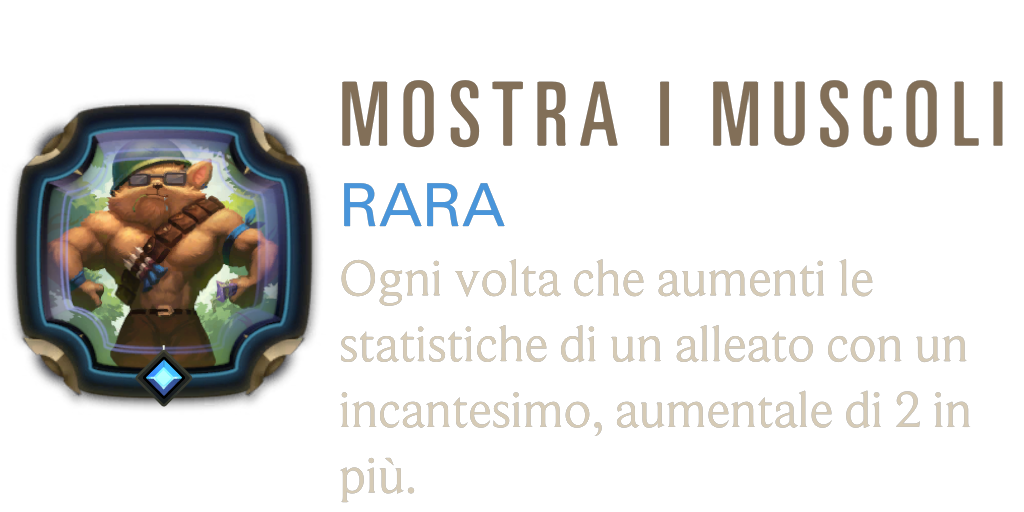 MOSTRA I MUSCOLI
RARA
Ogni volta che aumenti le
statistiche di un alleato con un
incantesimo, aumentale di 2 in
più.